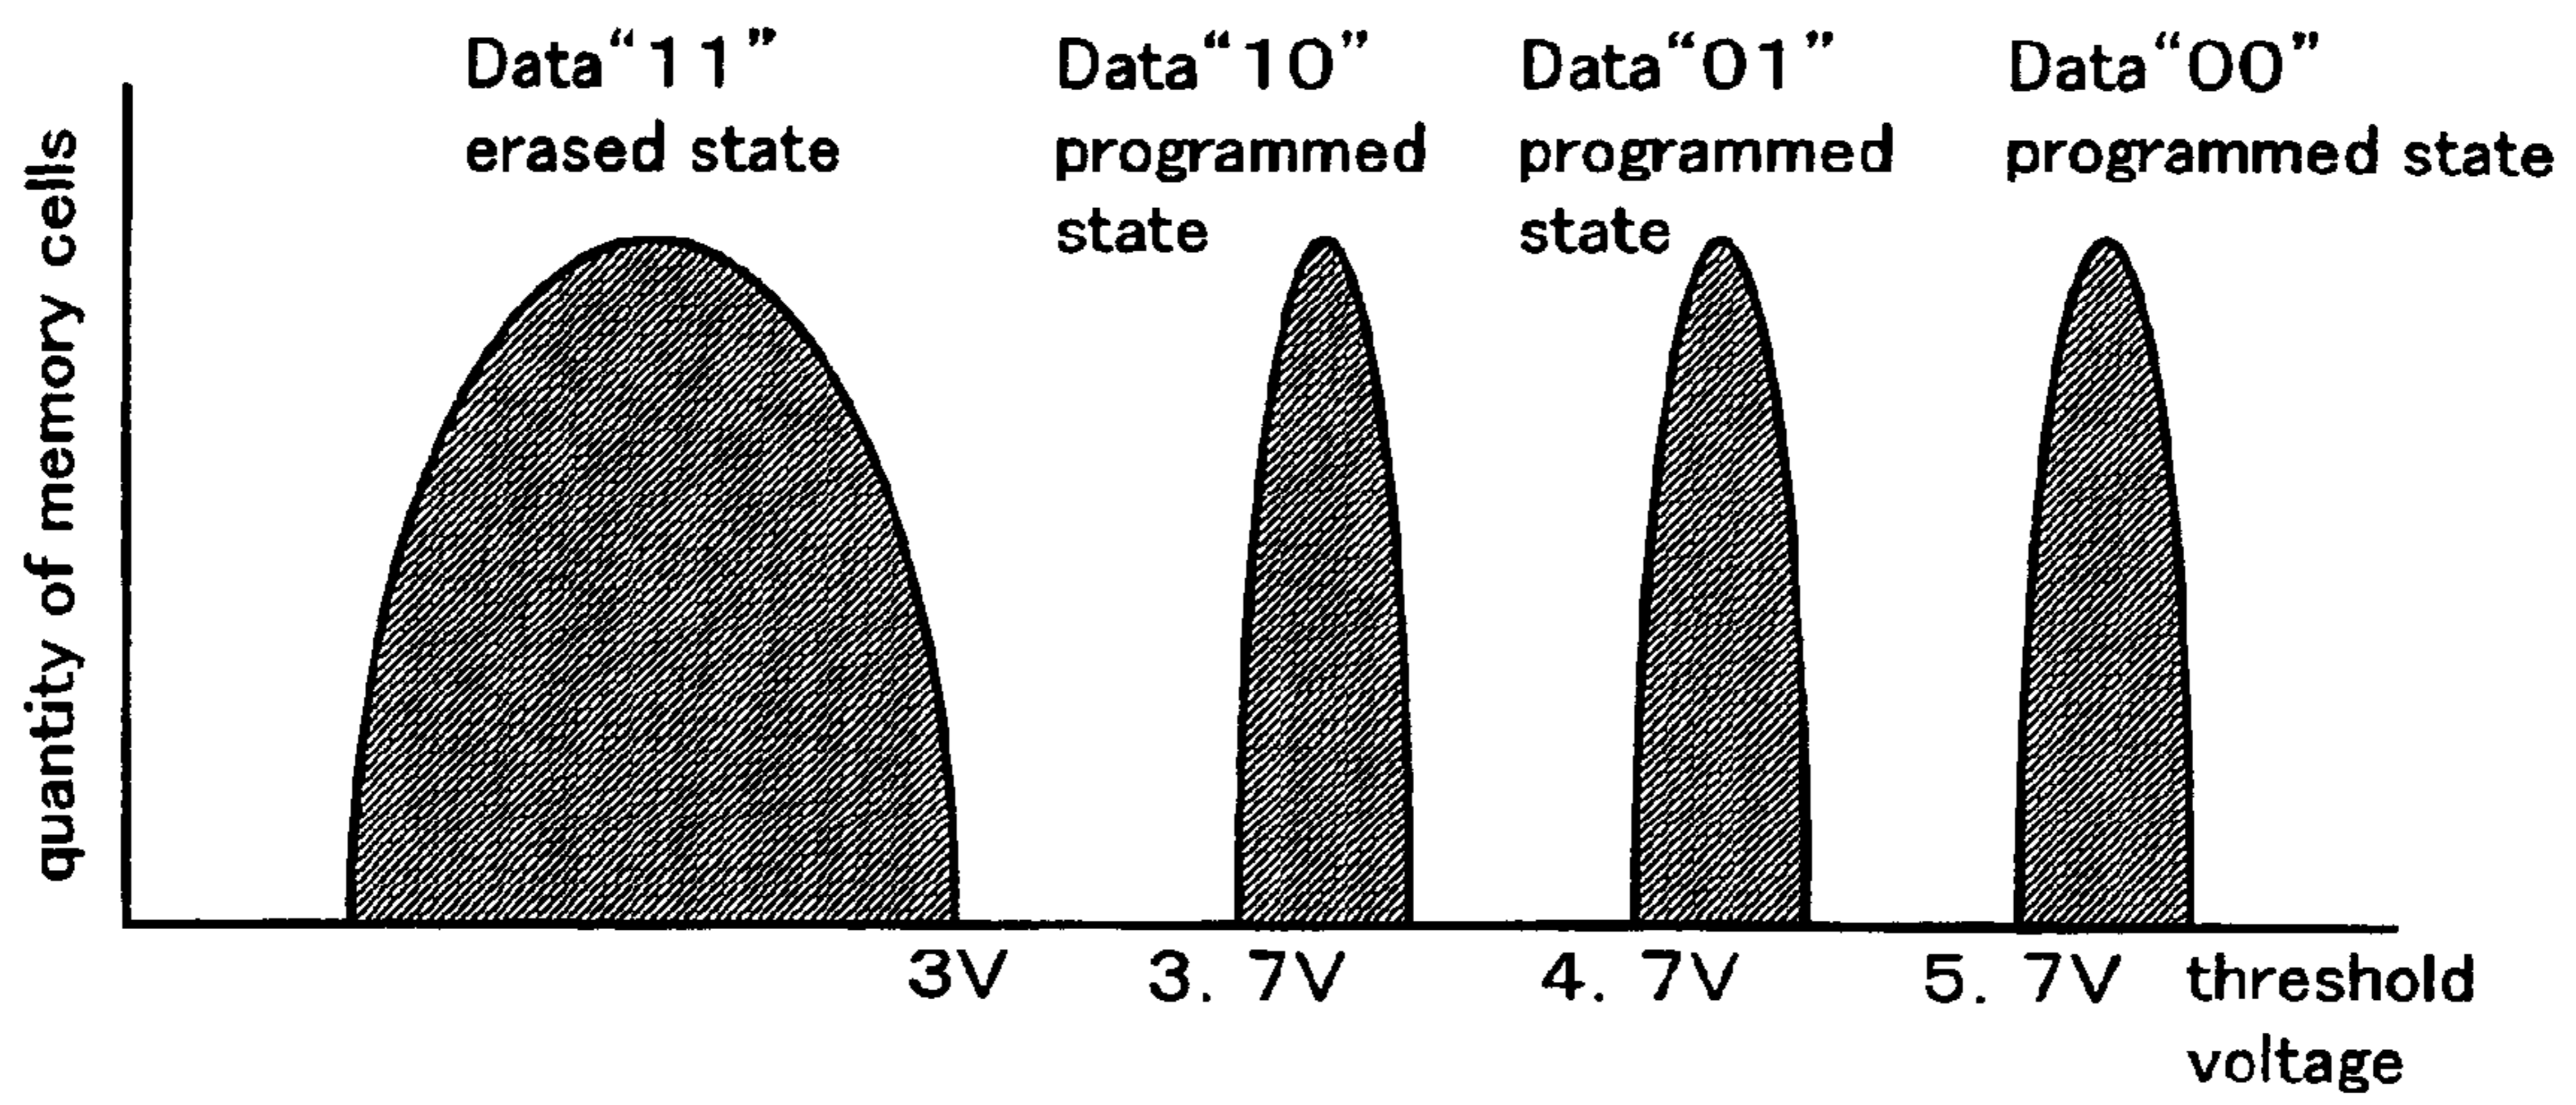 Data“11”
erased state
Data“10”
programmed
state
Data“01”
programmed
state
Data“00”
programmed state
quantity of memory cells
3V
3. 7V
4. 7V
5. 7V
threshold
voltage